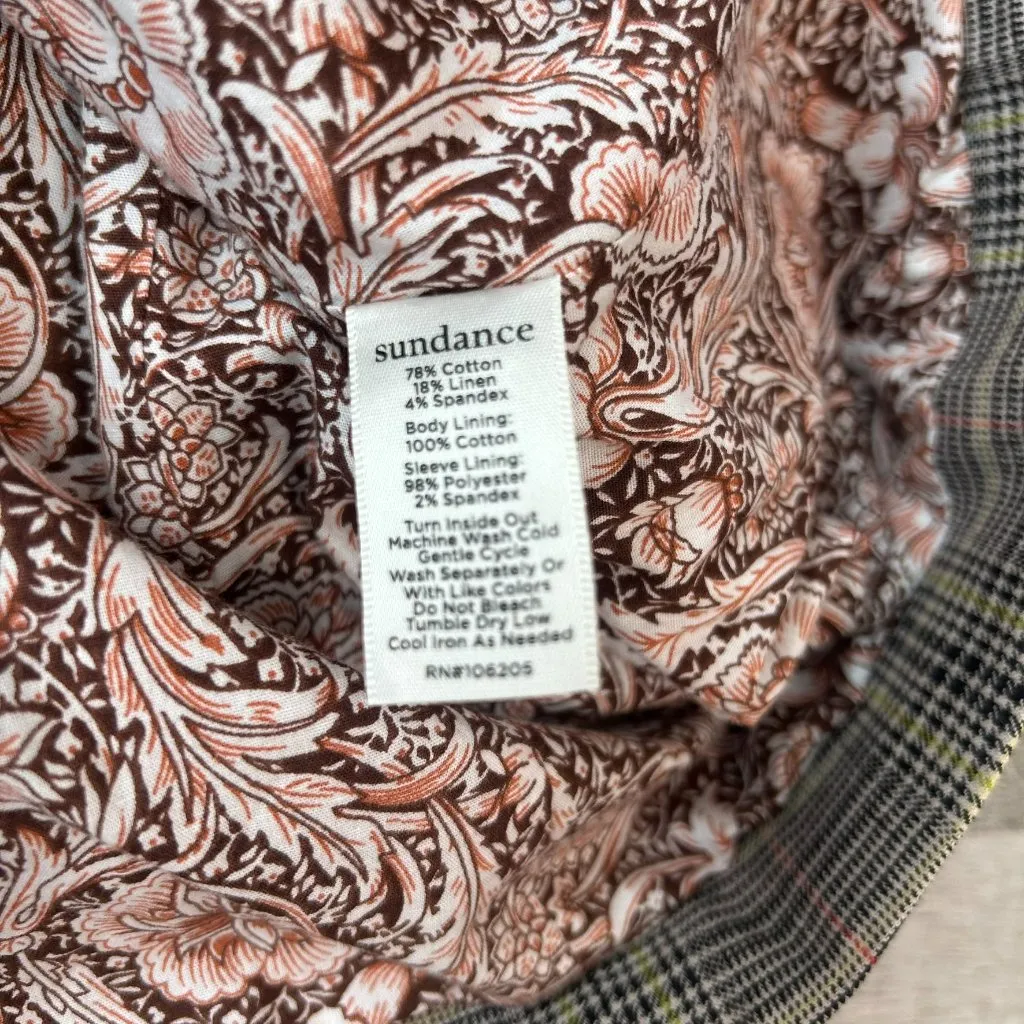 sundance
78% Cotton
18% Linen
4% Spandex
Body Lining:
100% Cotton
Sleeve Lining:
98% Polyester
2% Spandex
Turn Inside Out
Machine Wash Cold
Gentle Cycle
Wash Separately Or
With Like Colors
Do Not Bleach
Tumble Dry Low
Cool Iron As Needed
RN#106205